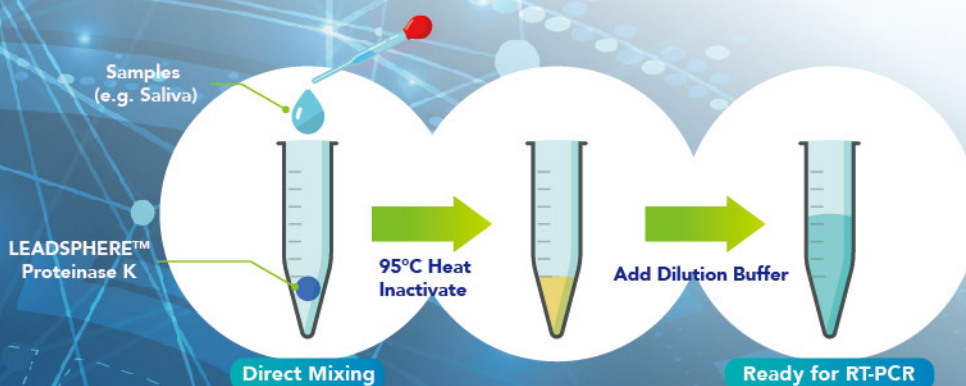 Samples
(e.g. Saliva)
LEADSPHERE™
Proteinase K
95°C Heat
Inactivate
Add Dilution Buffer
Direct Mixing
Ready for RT-PCR